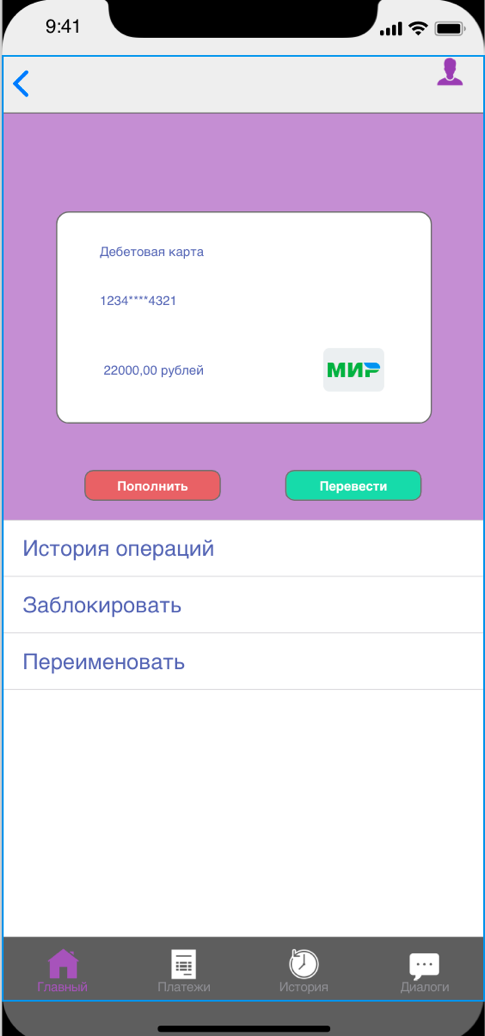 9:41
Дебетовая карта
1234****4321
22000,00 рублей
МИР
Пополнить
Перевести
История операций
Заблокировать
Переименовать
Главный
Платежи
История
Диалоги